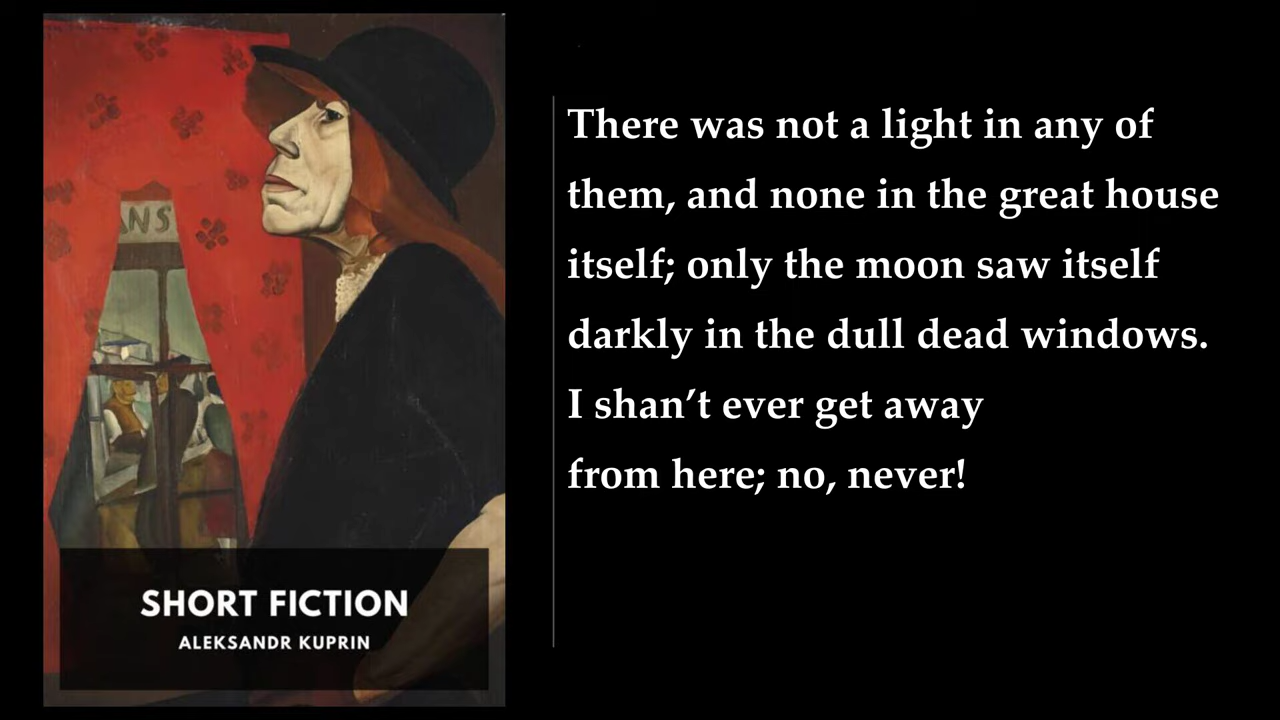 ANS
SHORT FICTION
ALEKSANDR KUPRIN
There was not a light in any of
them, and none in the great house
itself; only the moon saw itself
darkly in the dull dead windows.
I shan’t ever get away
from here; no, never!